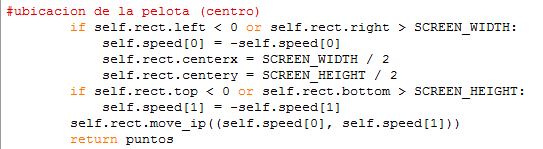 #ubicacion de la pelota (centro)
if self.rect.left < 0 or self.rect.right > SCREEN_WIDTH:
self.speed[0] = -self.speed[0]
self.rect.centerx = SCREEN_WIDTH / 2
self.rect.centery = SCREEN_HEIGHT / 2
if self.rect.top < 0 or self.rect.bottom > SCREEN_HEIGHT:
self.speed[1] = -self.speed[1]
self.rect.move_ip((self.speed[0], self.speed[1]))
return puntos